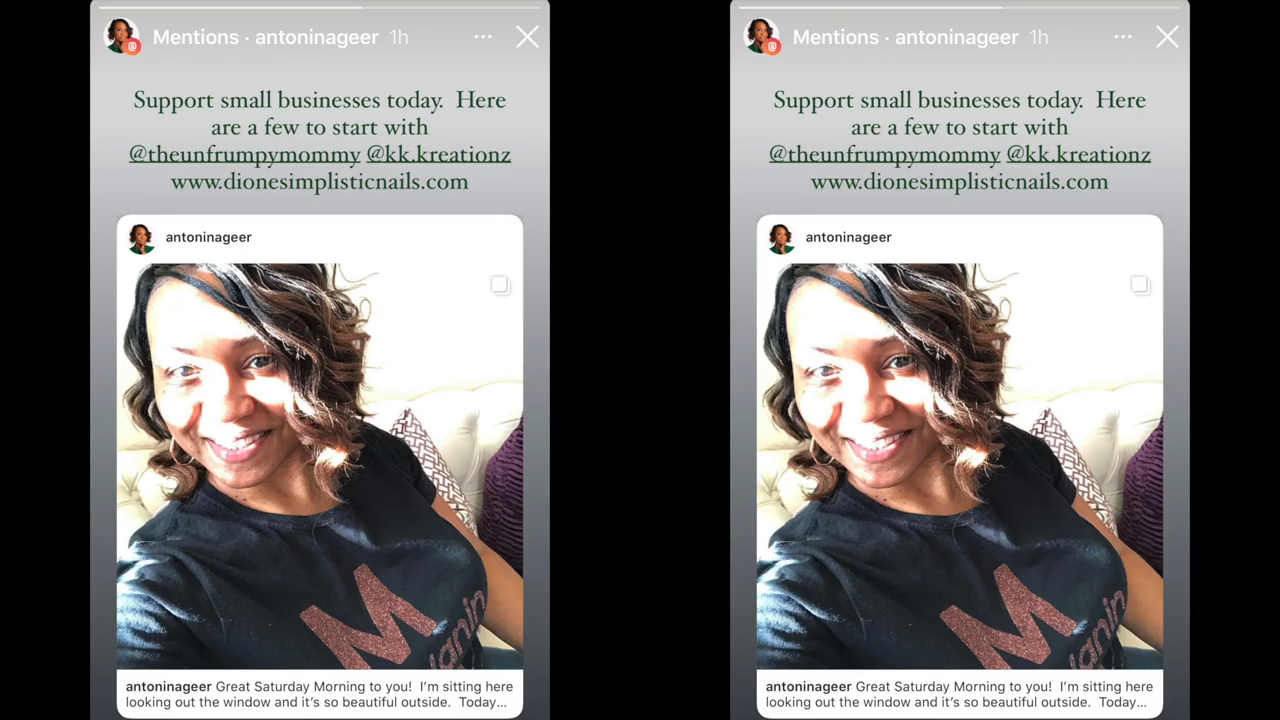 Mentions · antoninageer 1h
Support small businesses today. Here
are a few to start with
@theunfrumpymommy @kk.kreationz
www.dionesimplisticnails.com
antoninageer
M
lanin
antoninageer Great Saturday Morning to you! I'm sitting here
looking out the window and it's so beautiful outside. Today...
Mentions · antoninageer 1h
Support small businesses today. Here
are a few to start with
@theunfrumpymommy @kk.kreationz
www.dionesimplisticnails.com
antoninageer
M
lanin
antoninageer Great Saturday Morning to you! I'm sitting here
looking out the window and it's so beautiful outside. Today...